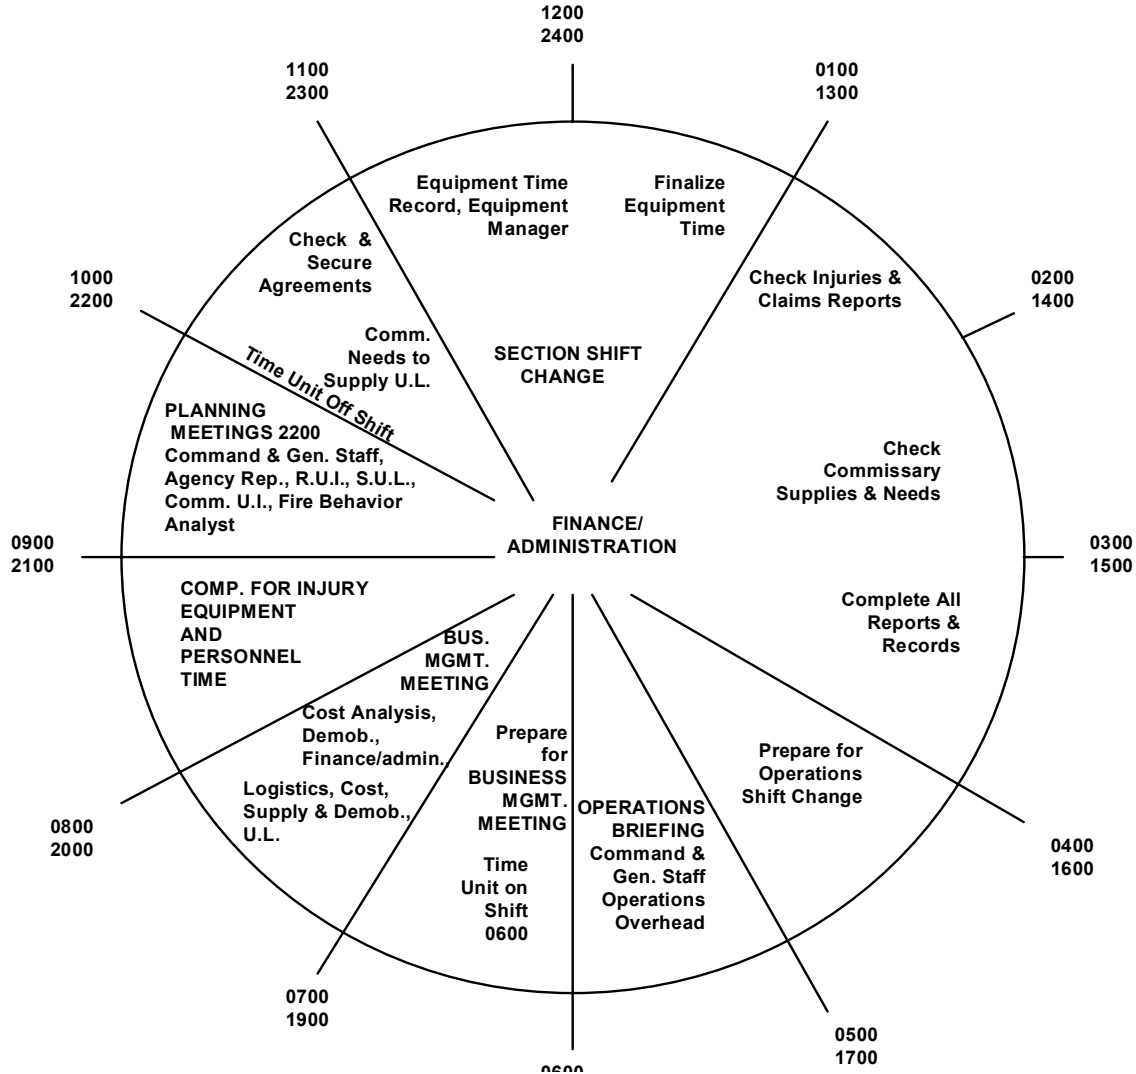 1200
2400
1100
2300
0100
1300
Equipment Time
Record, Equipment
Manager
Finalize
Equipment
Time
Check &
Secure
Agreements
Check Injuries &
Claims Reports
1000
2200
0200
1400
Comm.
Needs to
Supply U.L.
Time Unit Off Shift
SECTION SHIFT
CHANGE
PLANNING
MEETINGS 2200
Command & Gen. Staff,
Agency Rep., R.U.I., S.U.L.,
Comm. U.I., Fire Behavior
Analyst
Check
Commissary
Supplies & Needs
FINANCE/
ADMINISTRATION
0900
2100
0300
1500
COMP. FOR INJURY
EQUIPMENT
AND
PERSONNEL
TIME
Complete All
Reports &
Records
BUS.
MGMT.
MEETING
Cost Analysis,
Demob.,
Finance/admin.,
Logistics, Cost,
Supply & Demob.,
U.L.
Prepare
for
BUSINESS
MGMT.
MEETING
Time
Unit on
Shift
0600
OPERATIONS
BRIEFING
Command &
Gen. Staff
Operations
Overhead
Prepare for
Operations
Shift Change
0800
2000
0400
1600
0700
1900
0500
1700
0600